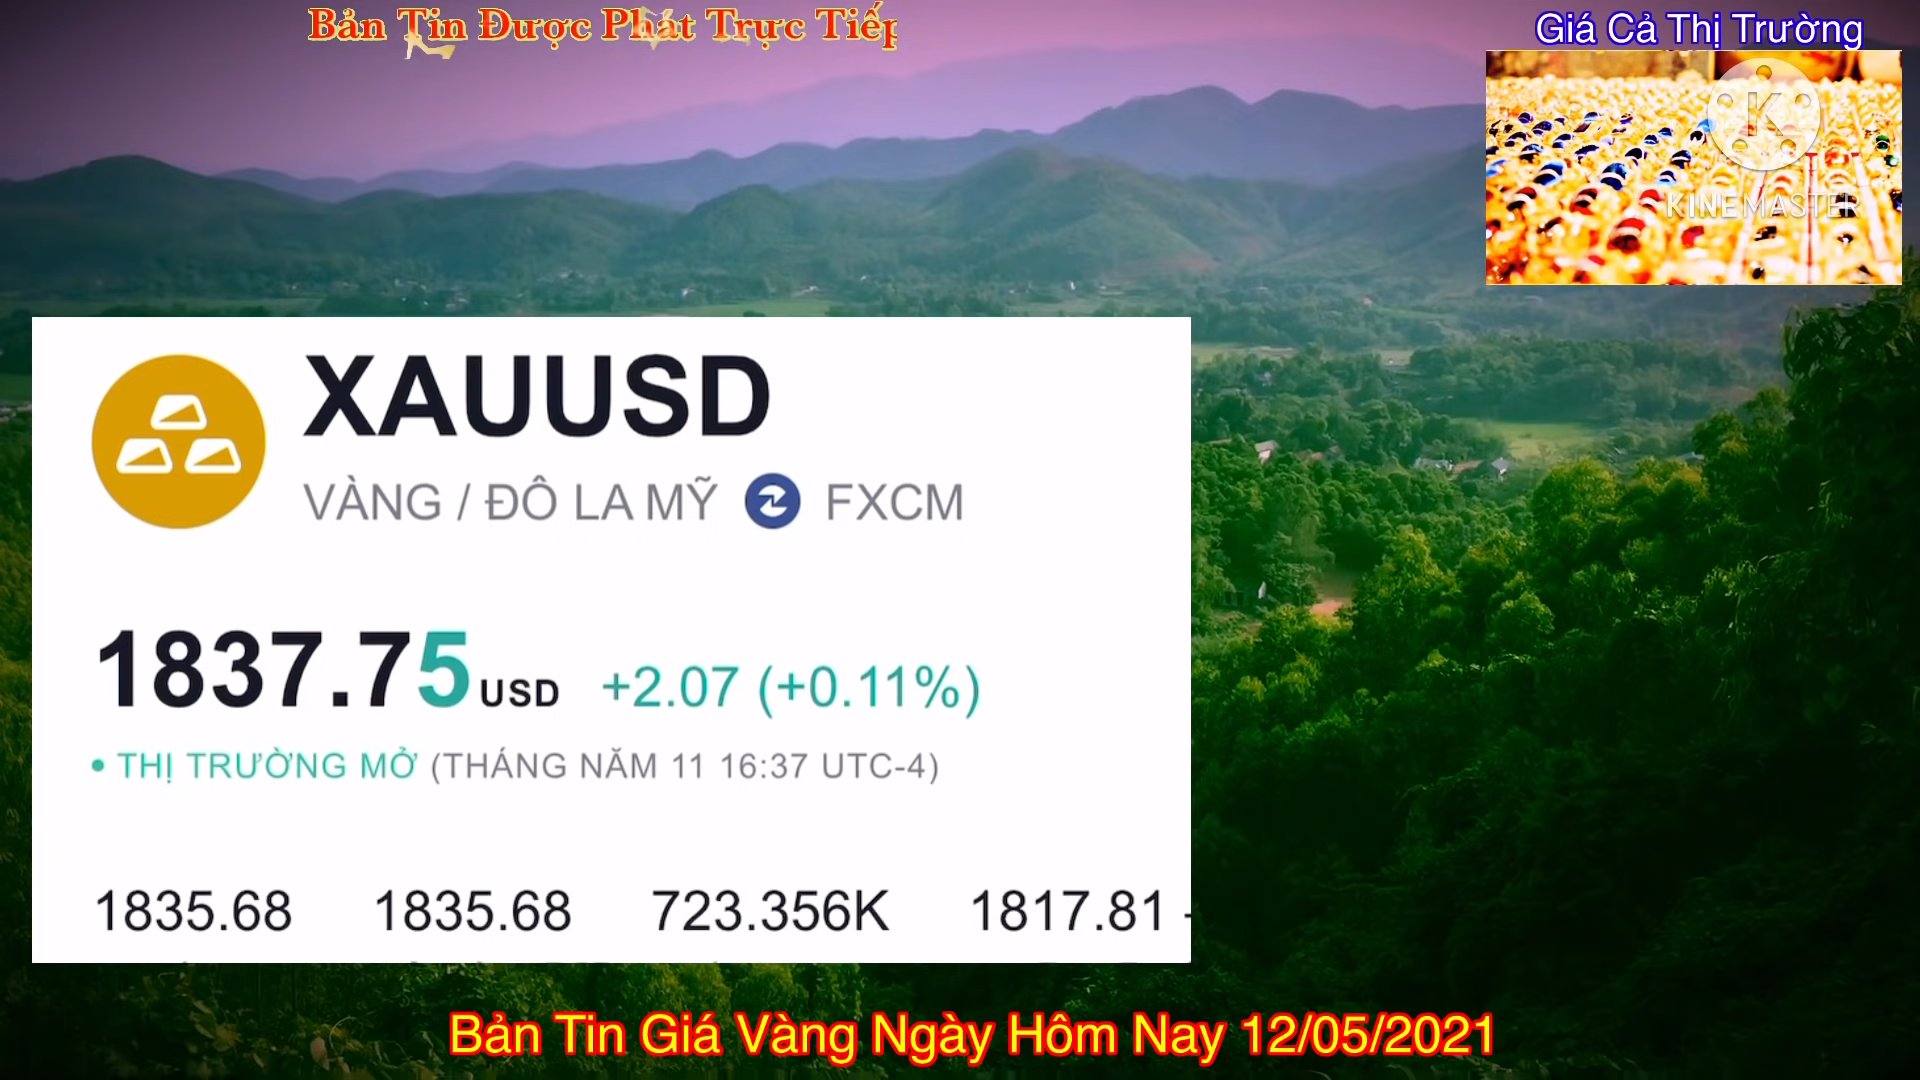 Bản Tin Được Phát Trực Tiếp
Giá Cả Thị Trường
KINEMASTER
XAUUSD
VÀNG / ĐÔ LA MỸ FXCM
1837.75 USD +2.07 (+0.11%)
• THỊ TRƯỜNG MỞ (THÁNG NĂM 11 16:37 UTC-4)
1835.68 1835.68 723.356K 1817.81
Bản Tin Giá Vàng Ngày Hôm Nay 12/05/2021